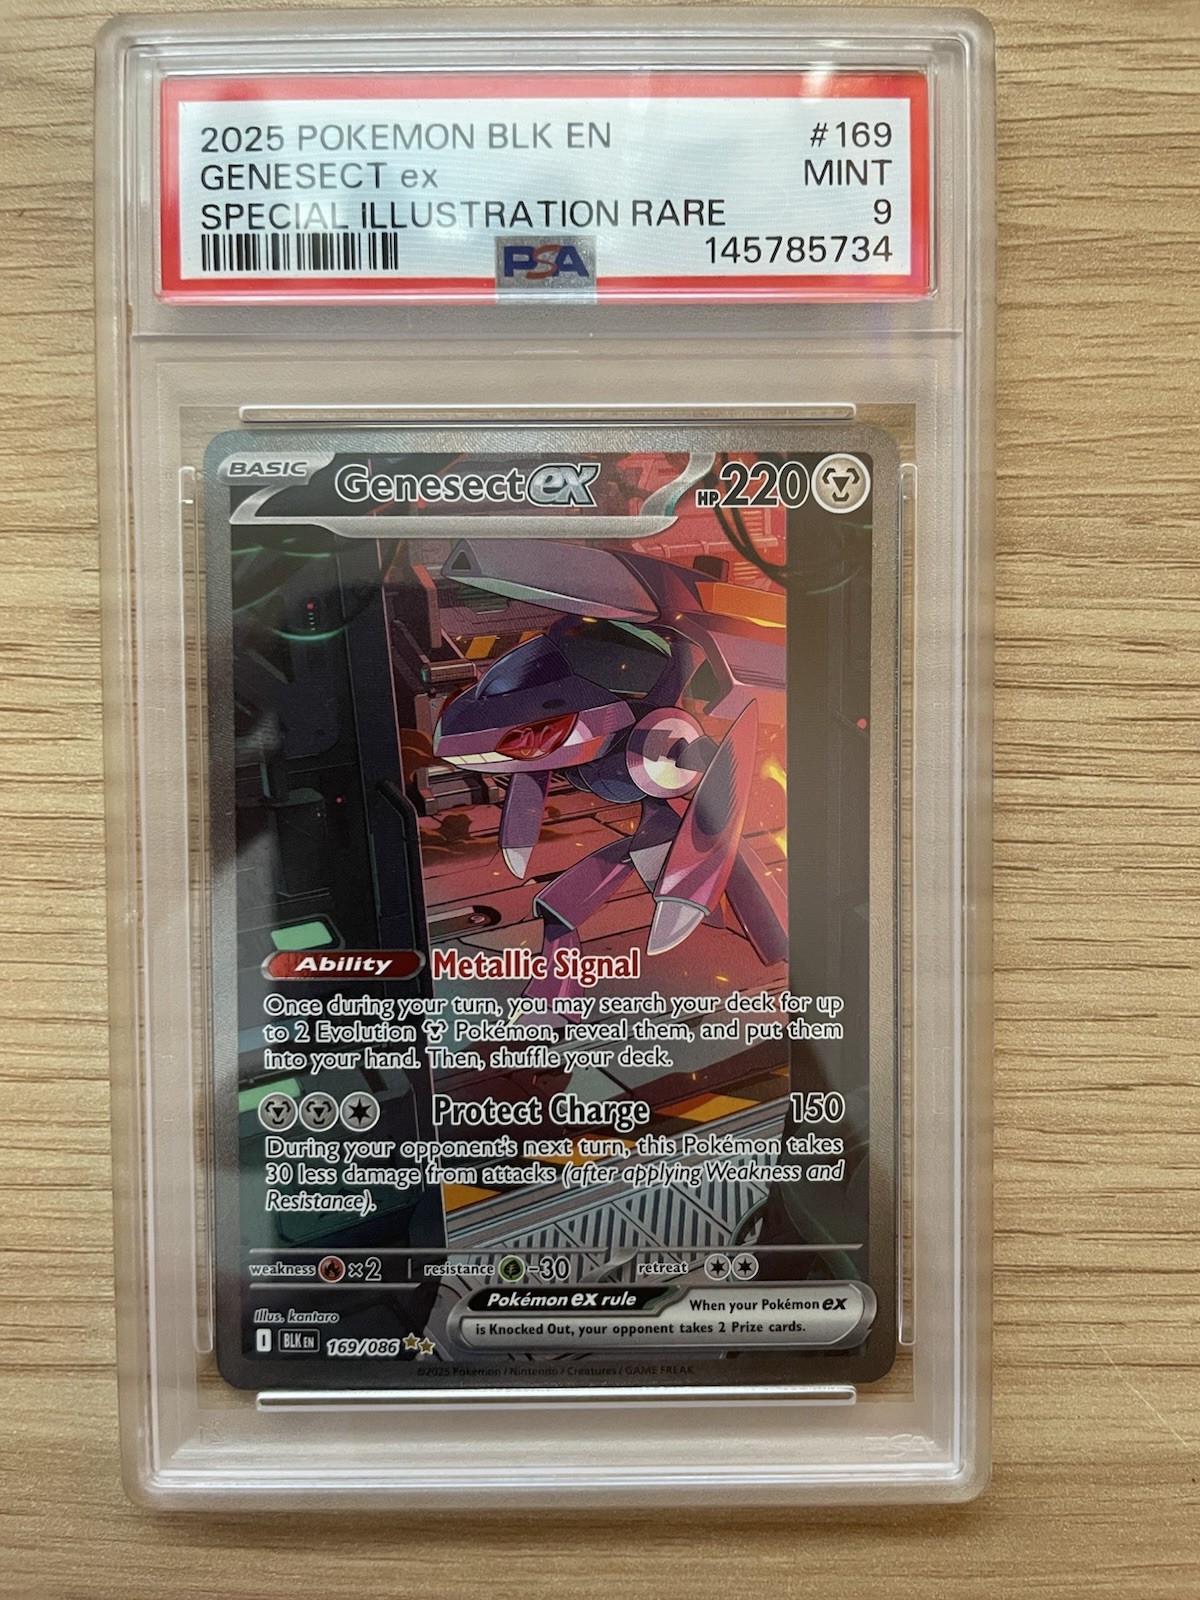 2025 POKEMON BLK EN #169
GENESECT ex MINT
SPECIAL ILLUSTRATION RARE 9
PSA 145785734
BASIC Genesect ex HP 220
Ability Metallic Signal
Once during your turn, you may search your deck for up
to 2 Evolution Pokémon, reveal them, and put them
into your hand. Then, shuffle your deck.
Protect Charge 150
During your opponent's next turn, this Pokémon takes
30 less damage from attacks (after applying Weakness and
Resistance).
weakness ×2 resistance -30 retreat
Pokémon ex rule When your Pokémon ex
is Knocked Out, your opponent takes 2 Prize cards.
Illus. kantaro
I BLK EN 169/086
©2025 Pokémon / Nintendo / Creatures / GAME FREAK
PSA